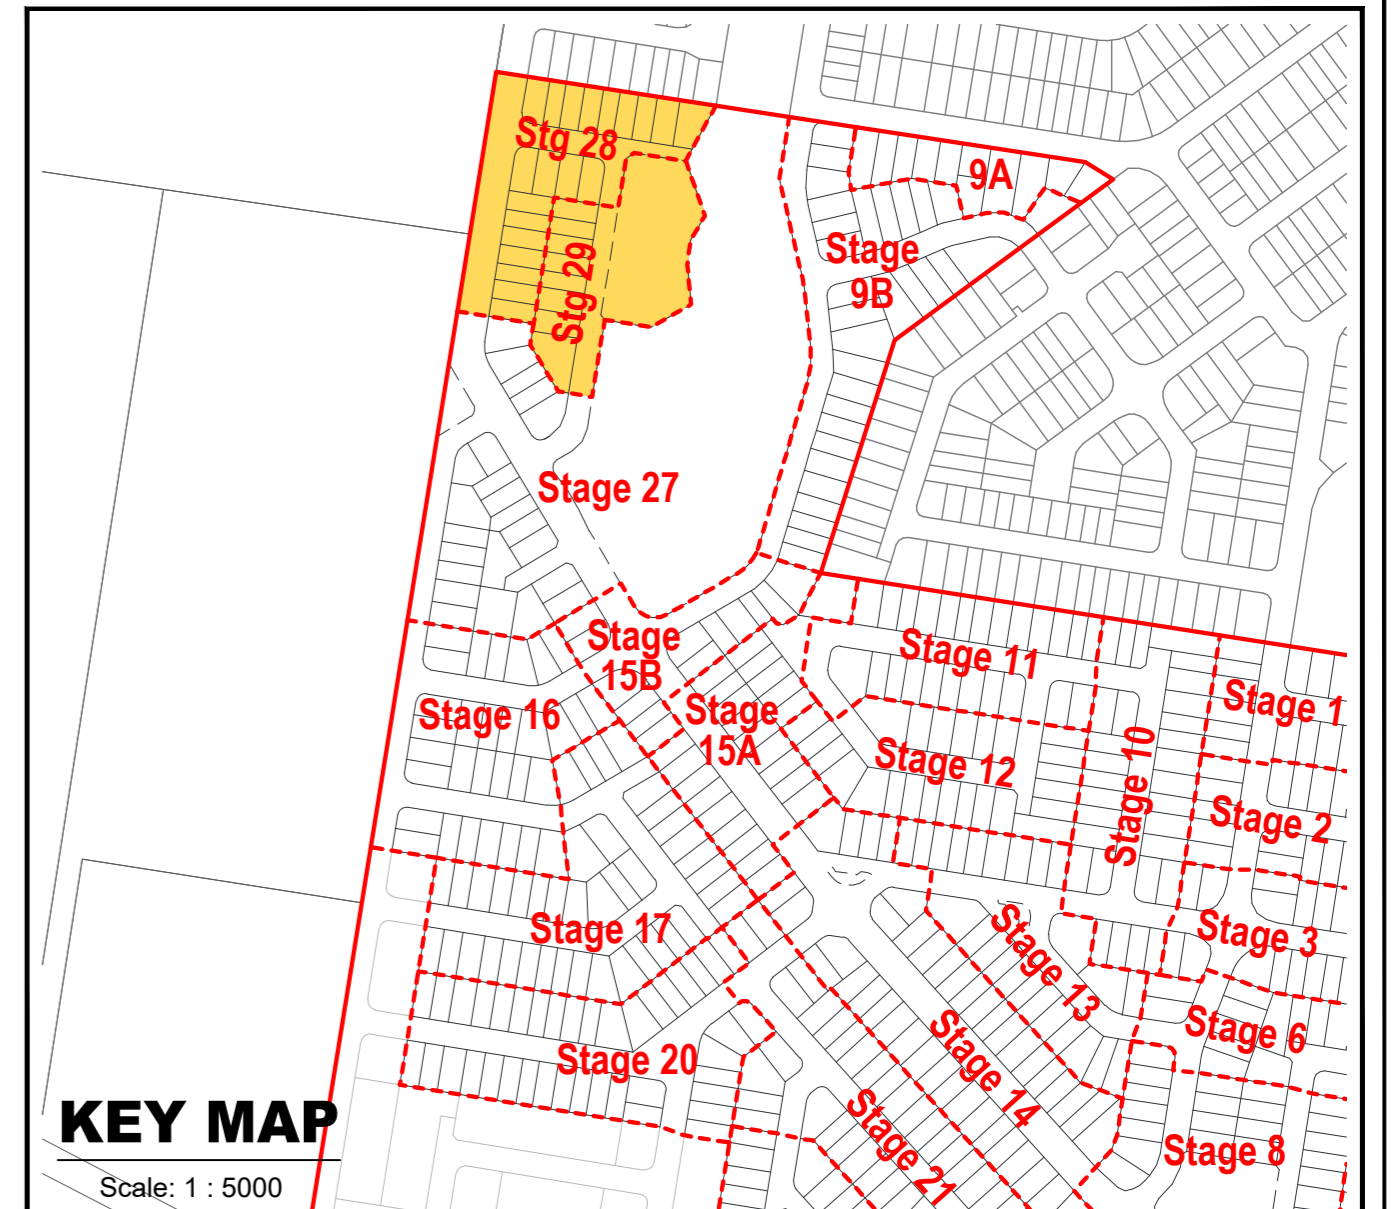 Stg 28
9A
Stage
9B
Stg 29
Stage 27
Stage
15B
Stage 11
Stage 16
Stage
15A
Stage 12
Stage 10
Stage 1
Stage 2
Stage 17
Stage 13
Stage 3
Stage 20
Stage 14
Stage 6
Stage 21
Stage 8
KEY MAP
Scale: 1 : 5000